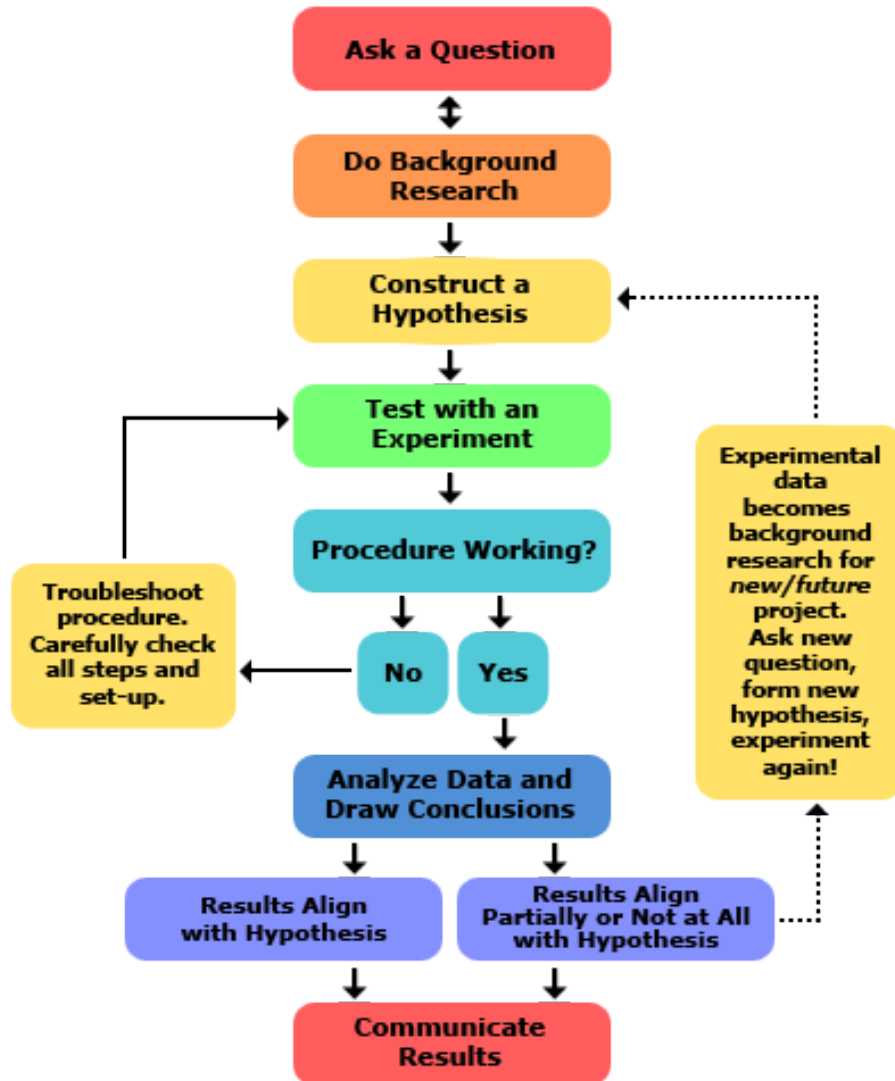 Ask a Question
Do Background
Research
Construct a
Hypothesis
Test with an
Experiment
Procedure Working?
Troubleshoot
procedure.
Carefully check
all steps and
set-up.
No
Yes
Experimental
data
becomes
background
research for
new/future
project.
Ask new
question,
form new
hypothesis,
experiment
again!
Analyze Data and
Draw Conclusions
Results Align
with Hypothesis
Results Align
Partially or Not at All
with Hypothesis
Communicate
Results